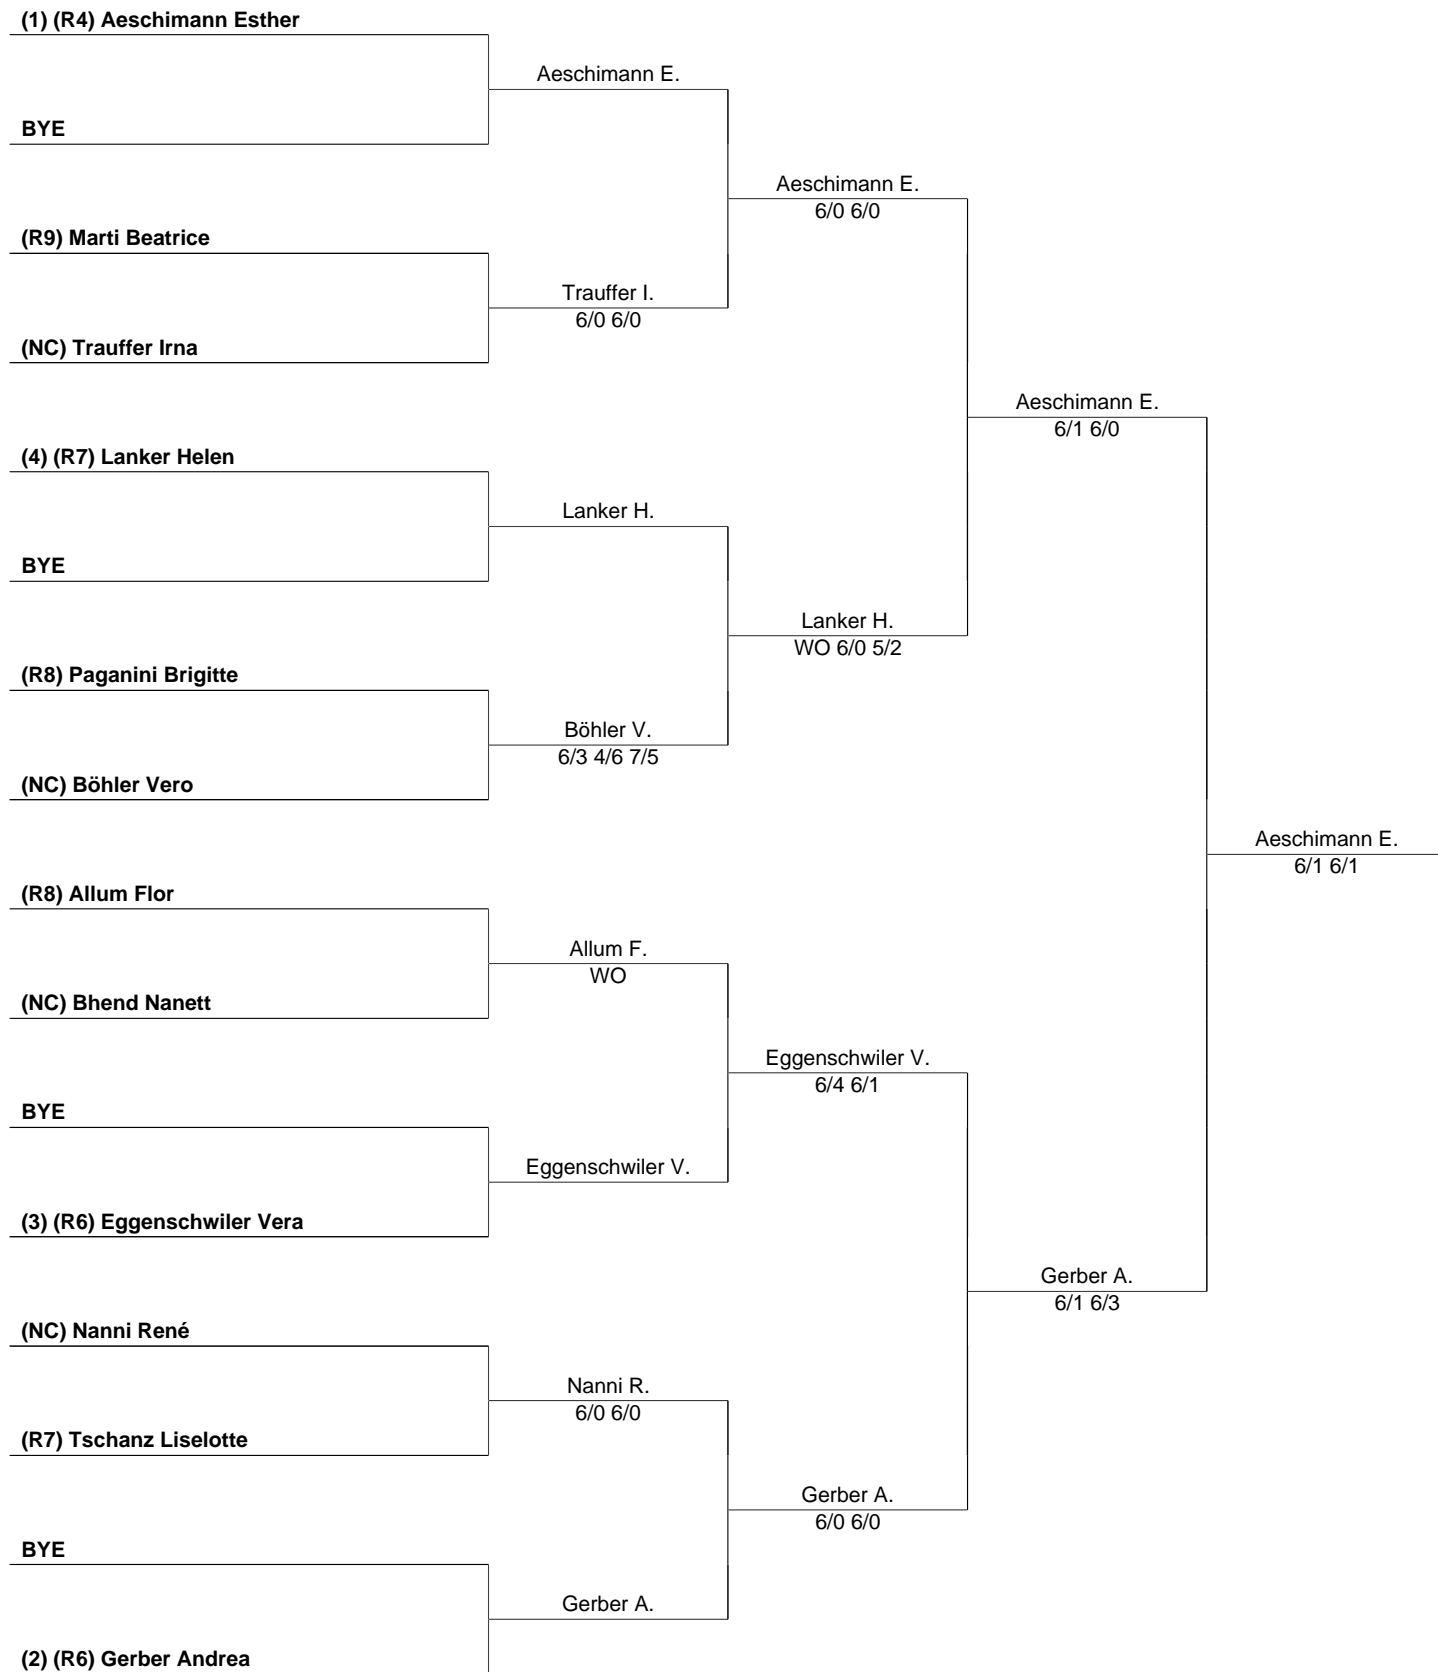 (1) (R4) Aeschimann Esther
Aeschimann E.
BYE
Aeschimann E.
6/0 6/0
(R9) Marti Beatrice
Trauffer I.
6/0 6/0
(NC) Trauffer Irna
Aeschimann E.
6/1 6/0
(4) (R7) Lanker Helen
Lanker H.
BYE
Lanker H.
WO 6/0 5/2
(R8) Paganini Brigitte
Böhler V.
6/3 4/6 7/5
(NC) Böhler Vero
Aeschimann E.
6/1 6/1
(R8) Allum Flor
Allum F.
WO
(NC) Bhend Nanett
Eggenschwiler V.
6/4 6/1
BYE
Eggenschwiler V.
(3) (R6) Eggenschwiler Vera
Gerber A.
6/1 6/3
(NC) Nanni René
Nanni R.
6/0 6/0
(R7) Tschanz Liselotte
Gerber A.
6/0 6/0
BYE
Gerber A.
(2) (R6) Gerber Andrea